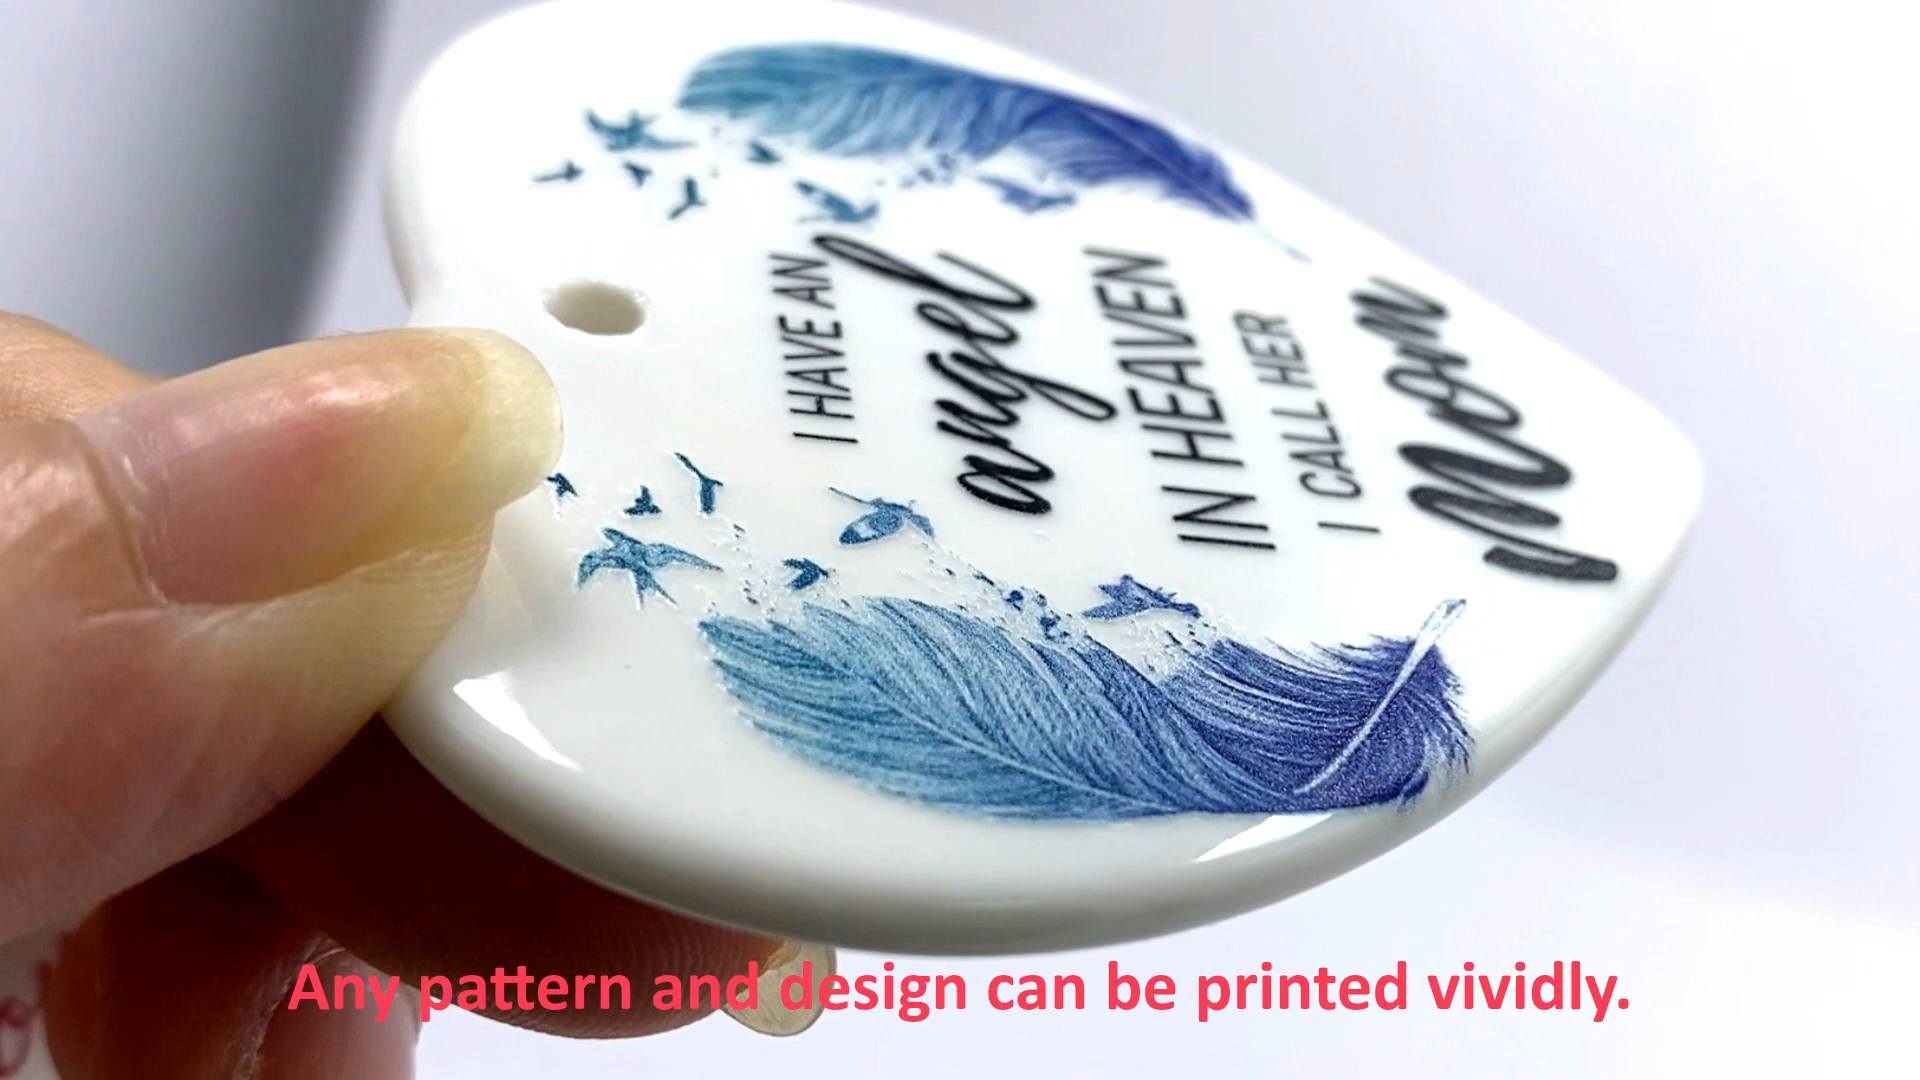 I HAVE AN
angel
IN HEAVEN
I CALL HER
Mom
Any pattern and design can be printed vividly.